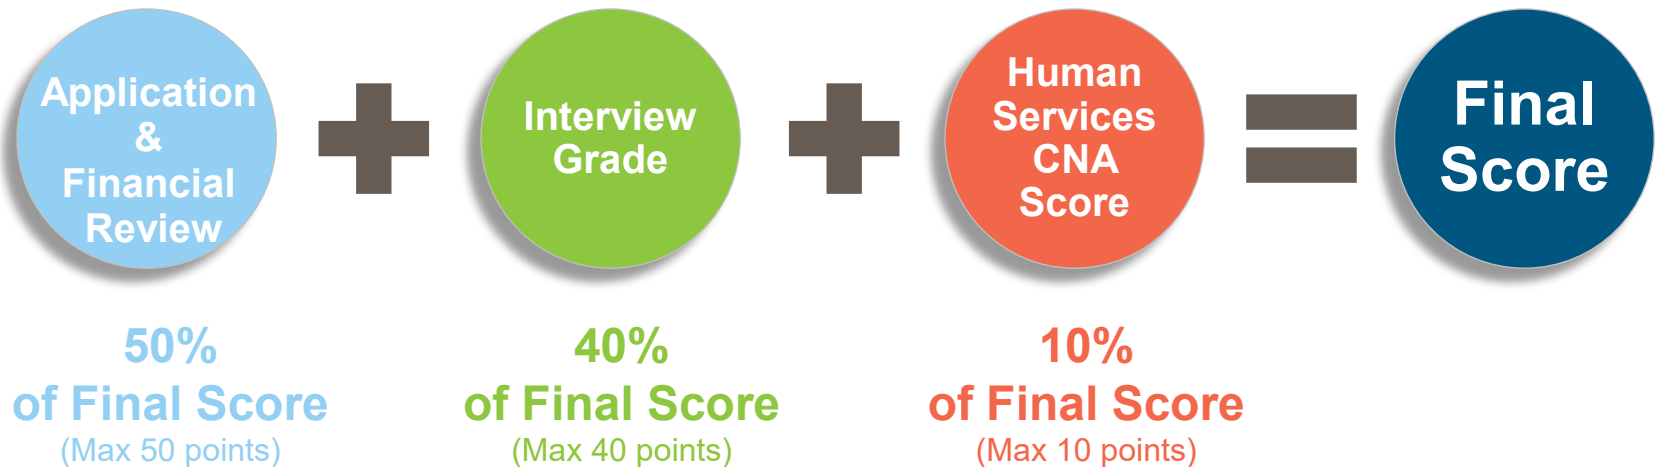 Application
&
Financial
Review
Interview
Grade
Human
Services
CNA
Score
Final
Score
50%
of Final Score
(Max 50 points)
40%
of Final Score
(Max 40 points)
10%
of Final Score
(Max 10 points)